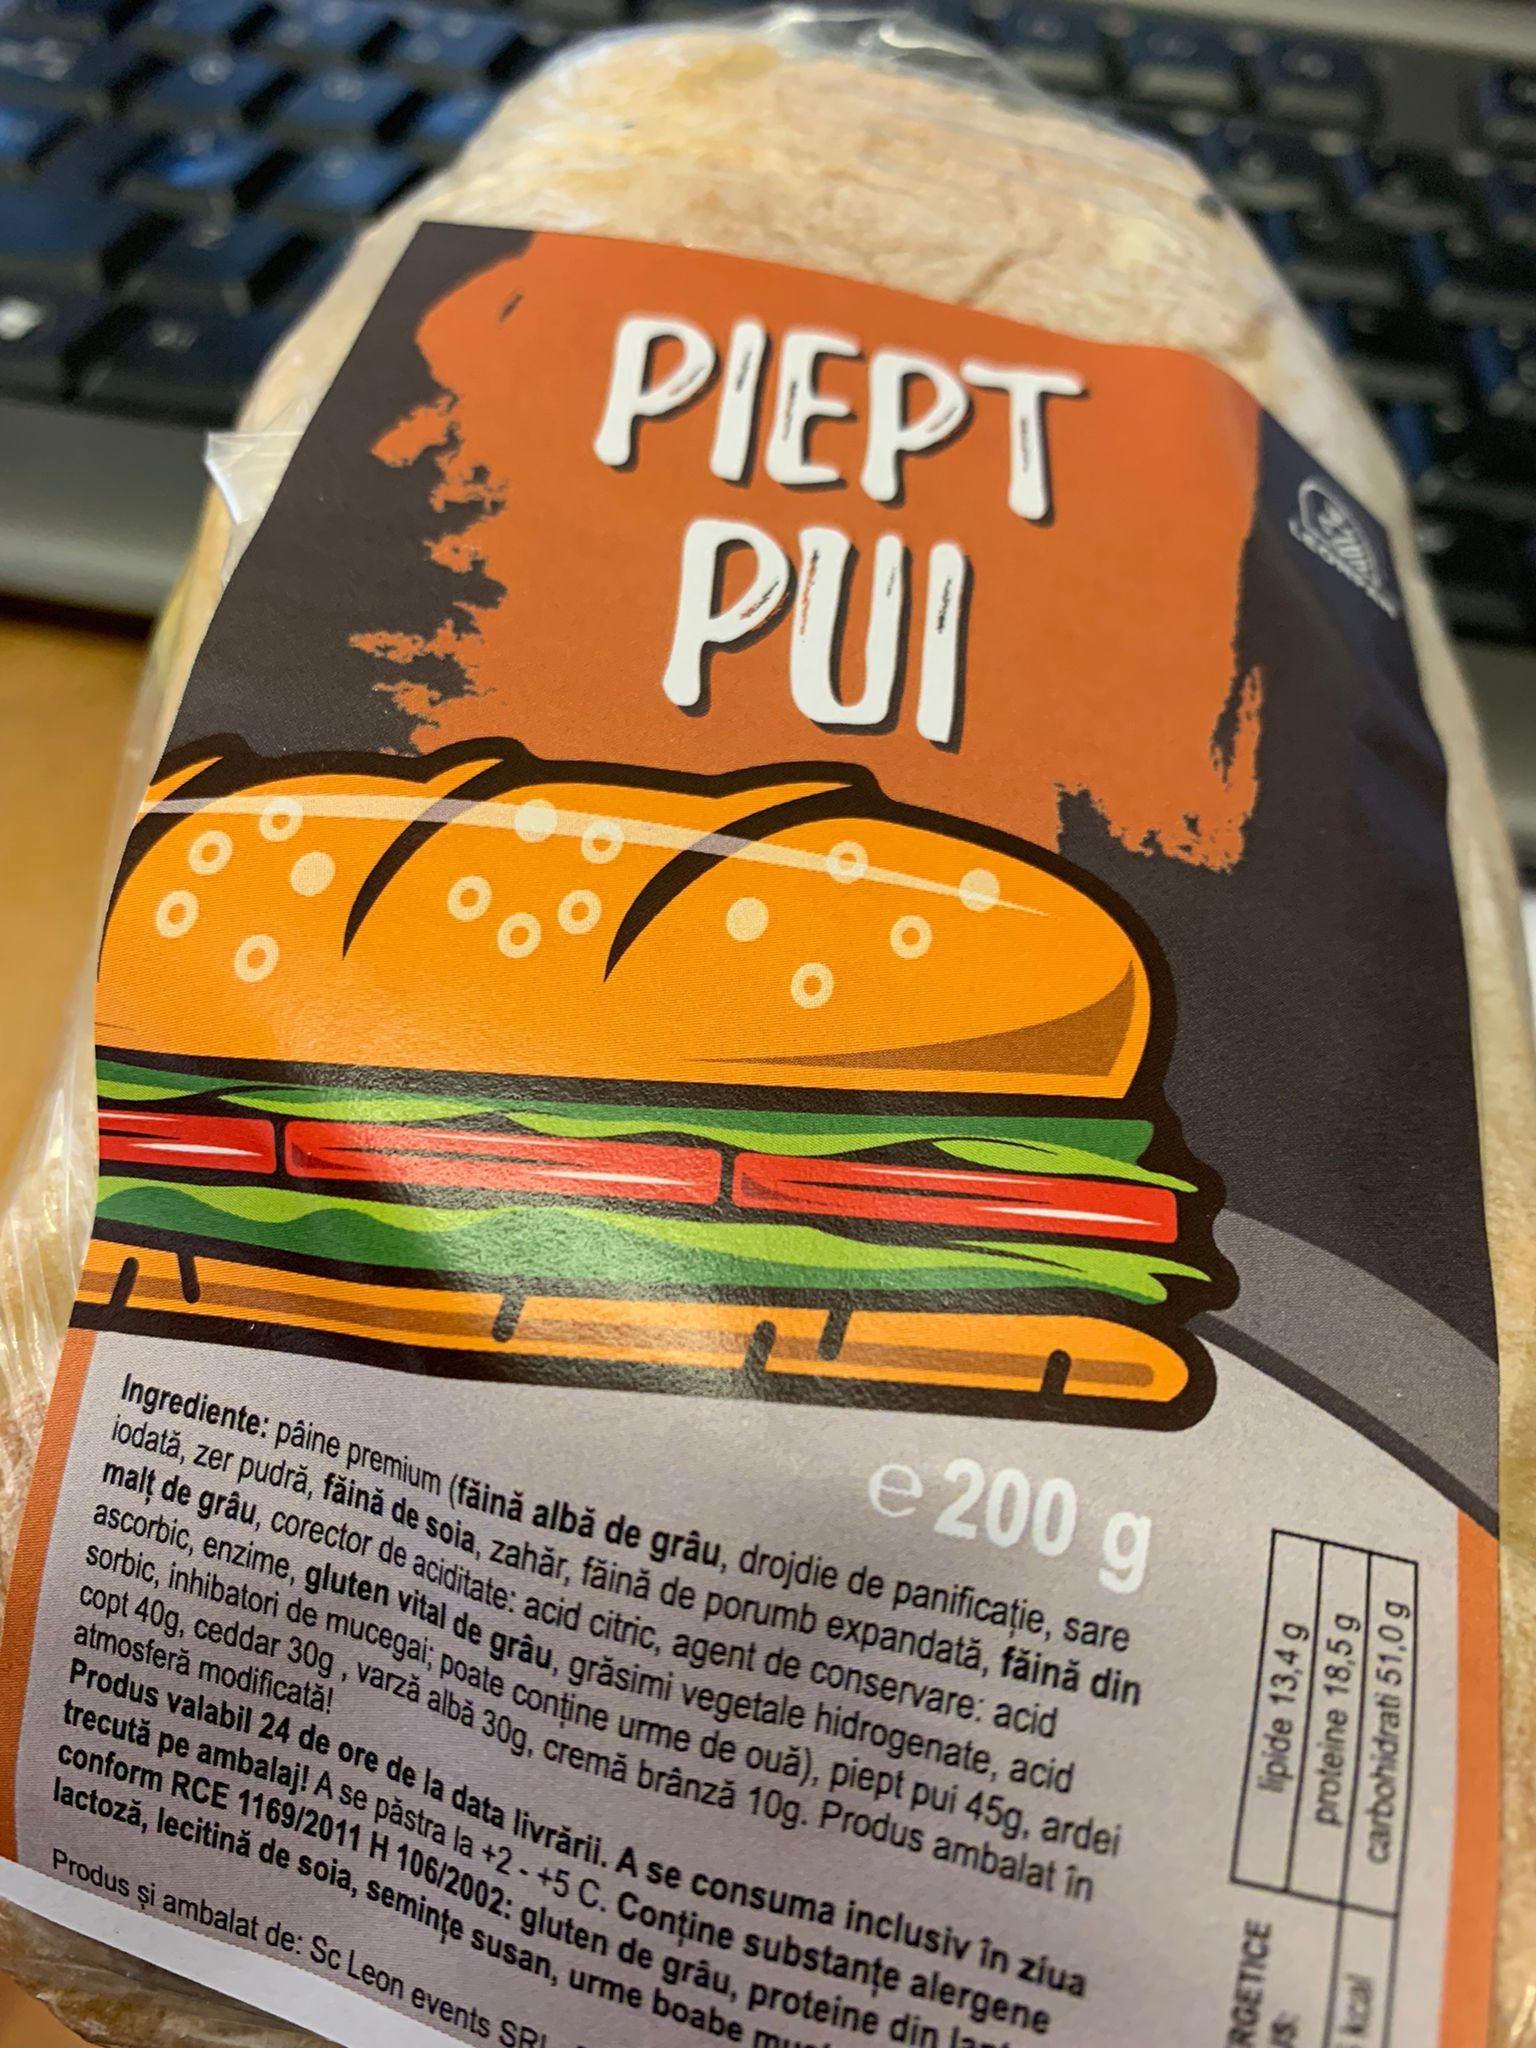 PIEPT
PUI
e 200 g
Ingrediente: pâine premium (făină albă de grâu, drojdie de panificație, sare
iodată, zer pudră, făină de soia, zahăr, făină de porumb expandată, făină din
malț de grâu, corector de aciditate: acid citric, agent de conservare: acid
ascorbic, enzime, gluten vital de grâu, grăsimi vegetale hidrogenate, acid
sorbic, inhibatori de mucegai; poate conține urme de ouă), piept pui 45g, ardei
copt 40g, ceddar 30g , varză albă 30g, cremă brânză 10g. Produs ambalat în
atmosferă modificată!
Produs valabil 24 de ore de la data livrării. A se consuma inclusiv în ziua
trecută pe ambalaj! A se păstra la +2 - +5 C. Conține substanțe alergene
conform RCE 1169/2011 H 106/2002: gluten de grâu, proteine din
lactoză, lecitină de soia, semințe susan, urme boabe
Produs și ambalat de: Sc Leon events SRL
lipide 13,4 g
proteine 18,5 g
carbohidrati 51,0 g
RGETICE
kcal